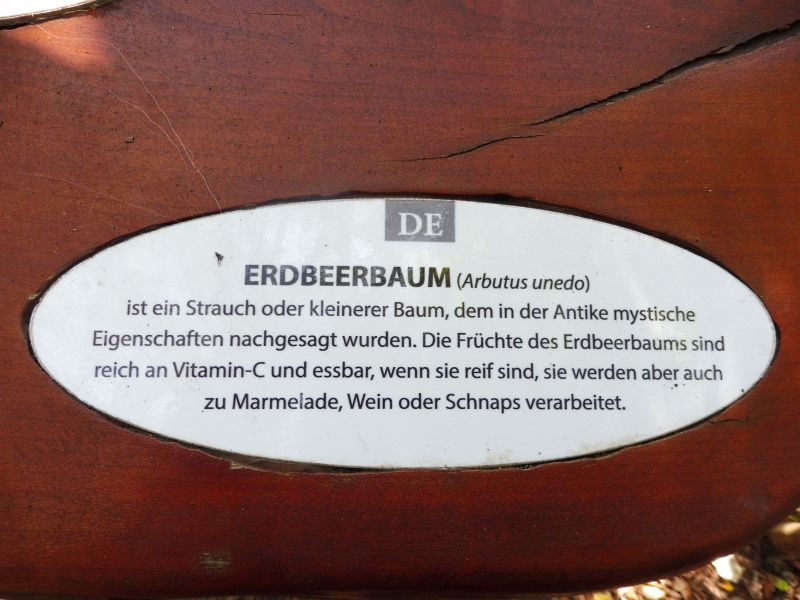 DE
ERDBEERBAUM (Arbutus unedo)
ist ein Strauch oder kleinerer Baum, dem in der Antike mystische
Eigenschaften nachgesagt wurden. Die Früchte des Erdbeerbaums sind
reich an Vitamin-C und essbar, wenn sie reif sind, sie werden aber auch
zu Marmelade, Wein oder Schnaps verarbeitet.